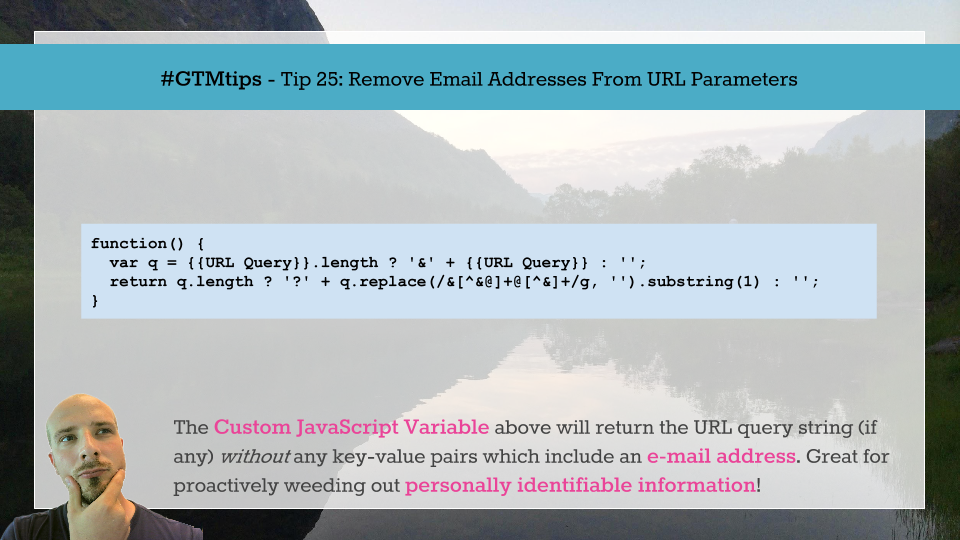 #GTMtips - Tip 25: Remove Email Addresses From URL Parameters
function() {
  var q = {{URL Query}}.length ? '&' + {{URL Query}} : '';
  return q.length ? '?' + q.replace(/&[^&@]+@[^&]+/g, '').substring(1) : '';
}
The Custom JavaScript Variable above will return the URL query string (if
any) without any key-value pairs which include an e-mail address. Great for
proactively weeding out personally identifiable information!